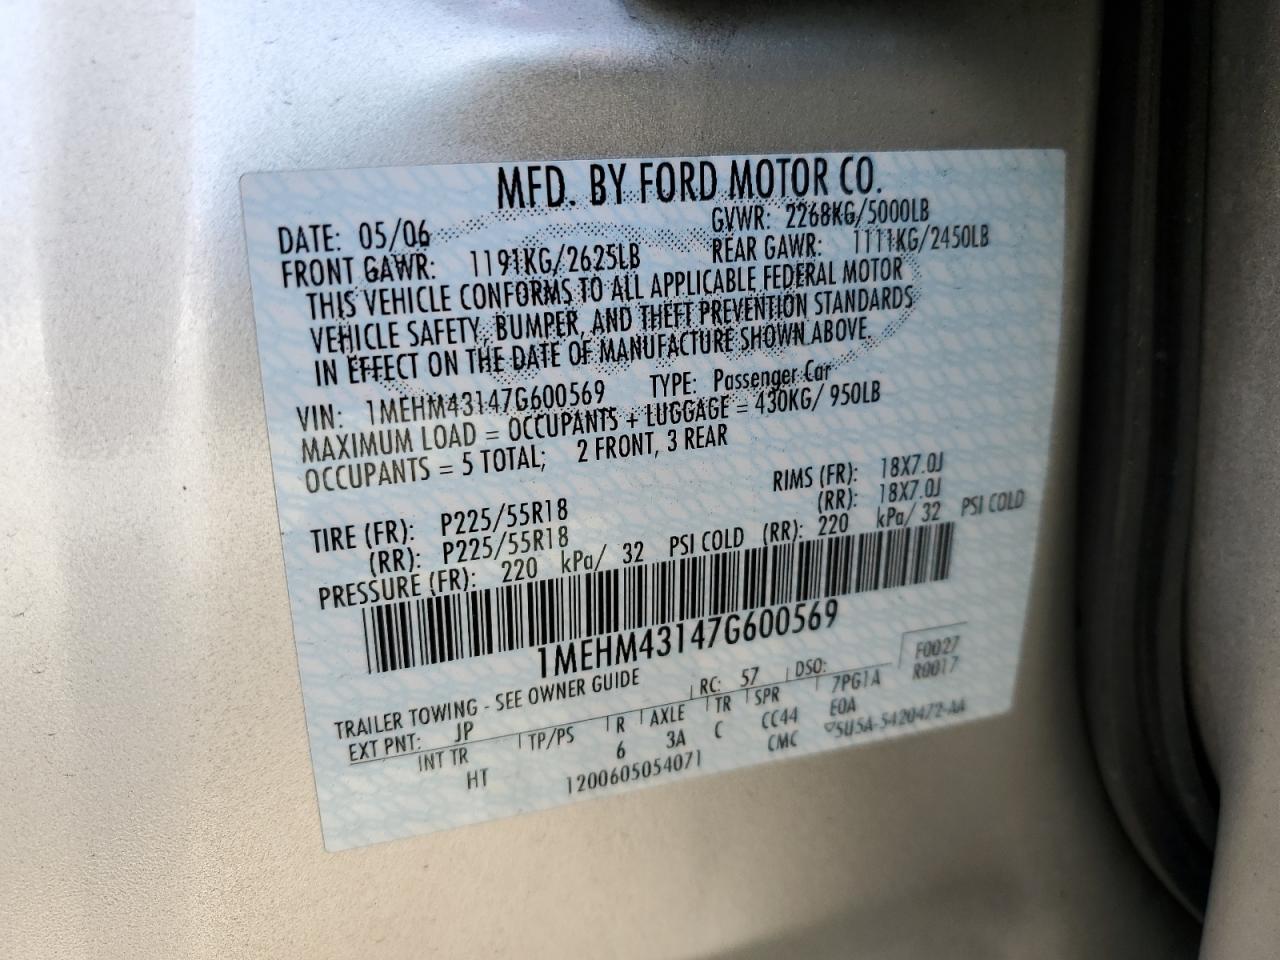 MFD. BY FORD MOTOR CO.
DATE: 05/06 GVWR: 2268KG/5000LB
FRONT GAWR: 1191KG/2625LB REAR GAWR: 1111KG/2450LB
THIS VEHICLE CONFORMS TO ALL APPLICABLE FEDERAL MOTOR
VEHICLE SAFETY, BUMPER, AND THEFT PREVENTION STANDARDS
IN EFFECT ON THE DATE OF MANUFACTURE SHOWN ABOVE.
VIN: 1MEHM43147G600569 TYPE: Passenger Car
MAXIMUM LOAD = OCCUPANTS + LUGGAGE = 430KG/ 950LB
OCCUPANTS = 5 TOTAL; 2 FRONT, 3 REAR
RIMS (FR): 18X7.0J
TIRE (FR): P225/55R18 (RR): 18X7.0J
(RR): P225/55R18
PRESSURE (FR): 220 kPa/ 32 PSI COLD (RR): 220 kPa/ 32 PSI COLD
1MEHM43147G600569
F0027
TRAILER TOWING - SEE OWNER GUIDE RC: 57 DSO: R0017
EXT PNT: JP
INT TR TP/PS R AXLE TR SPR 7PG1A
HT 6 3A C CC44 E0A
1200605054071 CMC 5U5A-5420472-AA